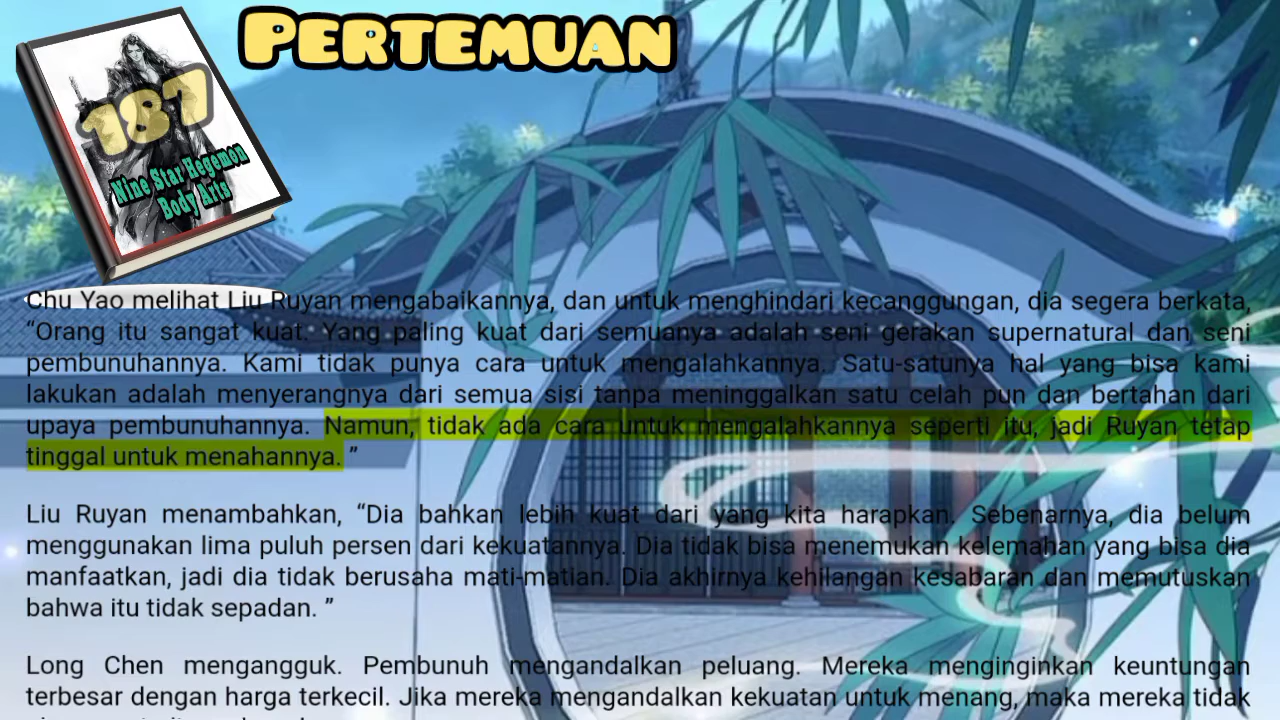 PERTEMUAN
187
Nine Star Hegemon
Body Arts
Chu Yao melihat Liu Ruyan mengabaikannya, dan untuk menghindari kecanggungan, dia segera berkata,
“Orang itu sangat kuat. Yang paling kuat dari semuanya adalah seni gerakan supernatural dan seni
pembunuhannya. Kami tidak punya cara untuk mengalahkannya. Satu-satunya hal yang bisa kami
lakukan adalah menyerangnya dari semua sisi tanpa meninggalkan satu celah pun dan bertahan dari
upaya pembunuhannya. Namun, tidak ada cara untuk mengalahkannya seperti itu, jadi Ruyan tetap
tinggal untuk menahannya. ”
Liu Ruyan menambahkan, “Dia bahkan lebih kuat dari yang kita harapkan. Sebenarnya, dia belum
menggunakan lima puluh persen dari kekuatannya. Dia tidak bisa menemukan kelemahan yang bisa dia
manfaatkan, jadi dia tidak berusaha mati-matian. Dia akhirnya kehilangan kesabaran dan memutuskan
bahwa itu tidak sepadan. ”
Long Chen mengangguk. Pembunuh mengandalkan peluang. Mereka menginginkan keuntungan
terbesar dengan harga terkecil. Jika mereka mengandalkan kekuatan untuk menang, maka mereka tidak